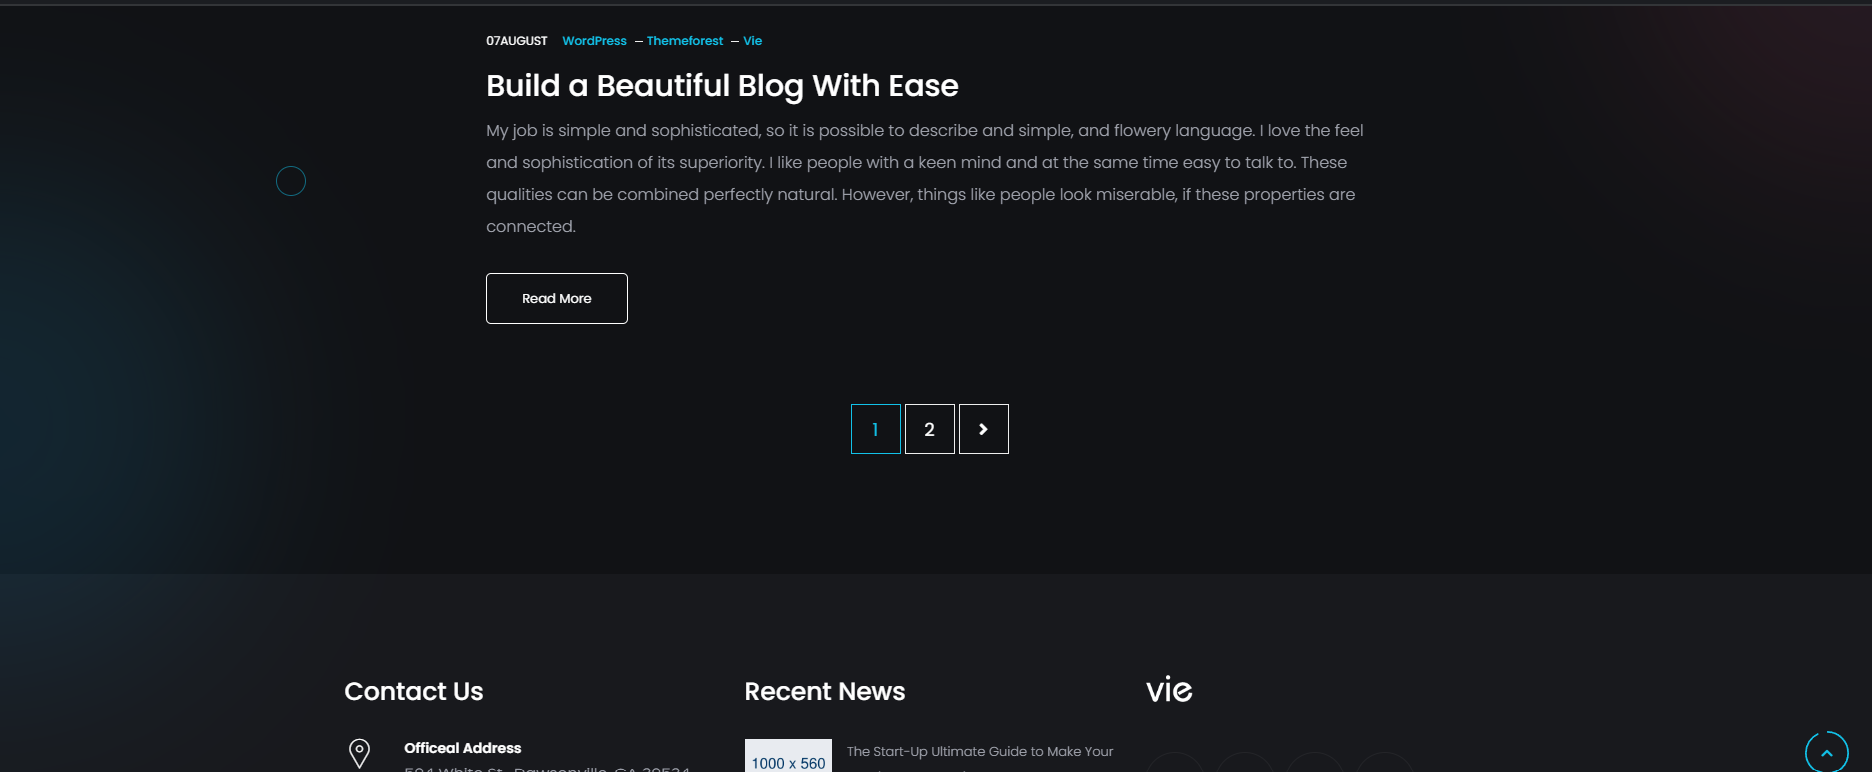 07AUGUST WordPress – Themeforest – Vie
Build a Beautiful Blog With Ease
My job is simple and sophisticated, so it is possible to describe and simple, and flowery language. I love the feel
and sophistication of its superiority. I like people with a keen mind and at the same time easy to talk to. These
qualities can be combined perfectly natural. However, things like people look miserable, if these properties are
connected.
Read More
1 2
Contact Us
Officeal Address
Recent News
1000 x 560
The Start-Up Ultimate Guide to Make Your
vie